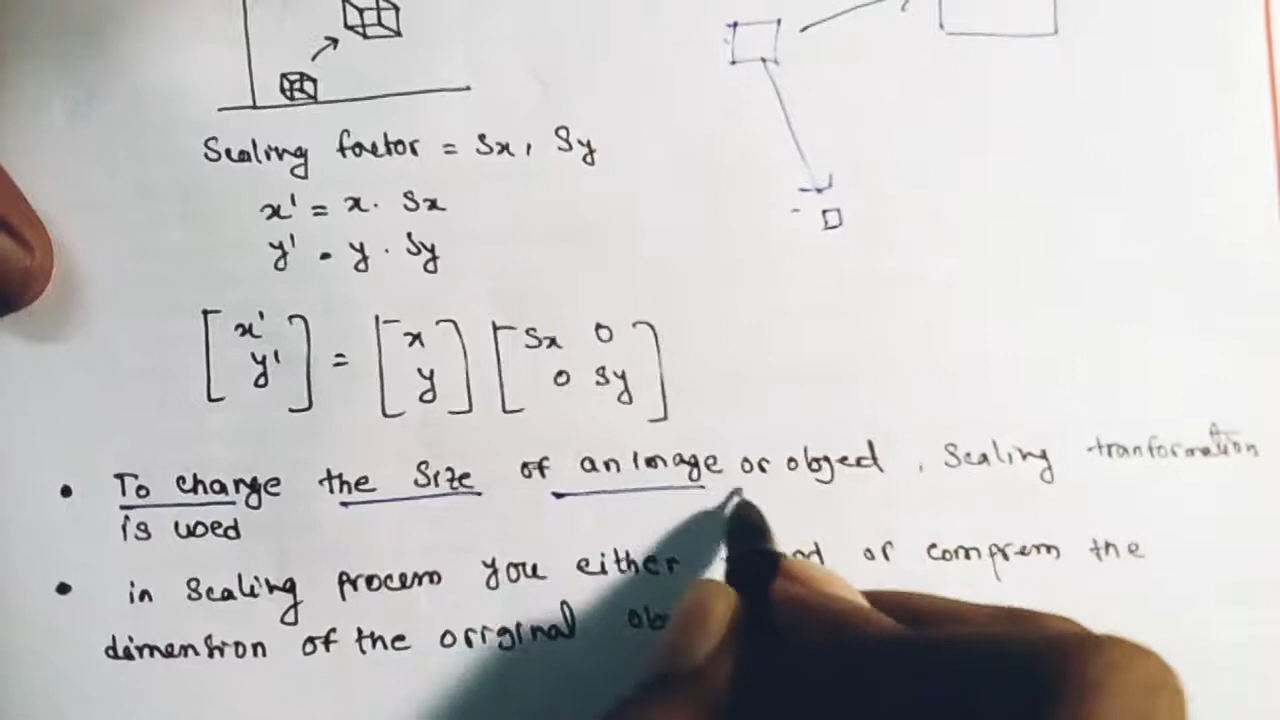 Scaling factor = Sx, Sy
x' = x. Sx
y' = y. Sy
[x' y'] = [x y] [Sx 0 0 Sy]
• To change the size of an image or object, Scaling tranformation
is used
• in scaling process you either or compress the
dimension of the original